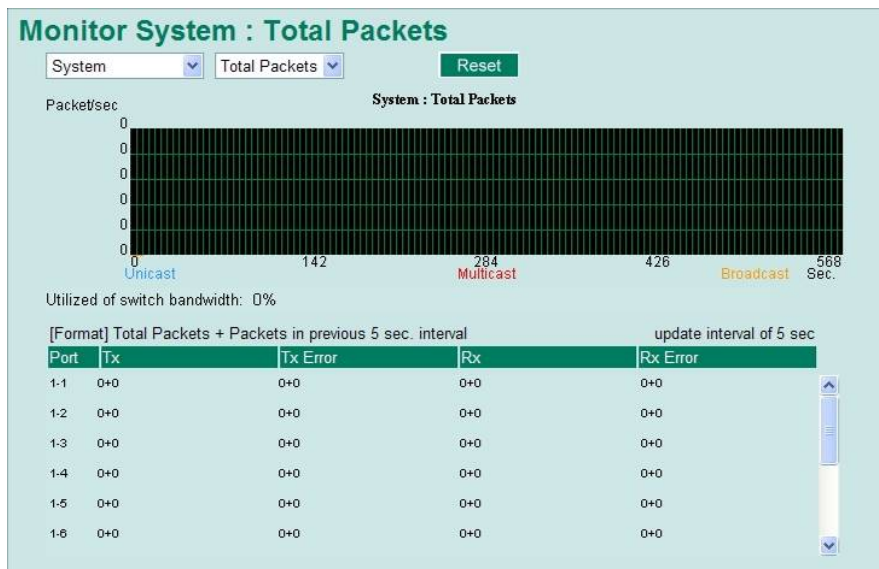 Monitor System : Total Packets
System Total Packets Reset
Packet/sec System : Total Packets
0
0
0
0
0
0
0 142 284 426 568
Unicast Multicast Broadcast Sec.
Utilized of switch bandwidth: 0%
[Format] Total Packets + Packets in previous 5 sec. interval update interval of 5 sec
Port Tx Tx Error Rx Rx Error
1-1 0+0 0+0 0+0 0+0
1-2 0+0 0+0 0+0 0+0
1-3 0+0 0+0 0+0 0+0
1-4 0+0 0+0 0+0 0+0
1-5 0+0 0+0 0+0 0+0
1-6 0+0 0+0 0+0 0+0